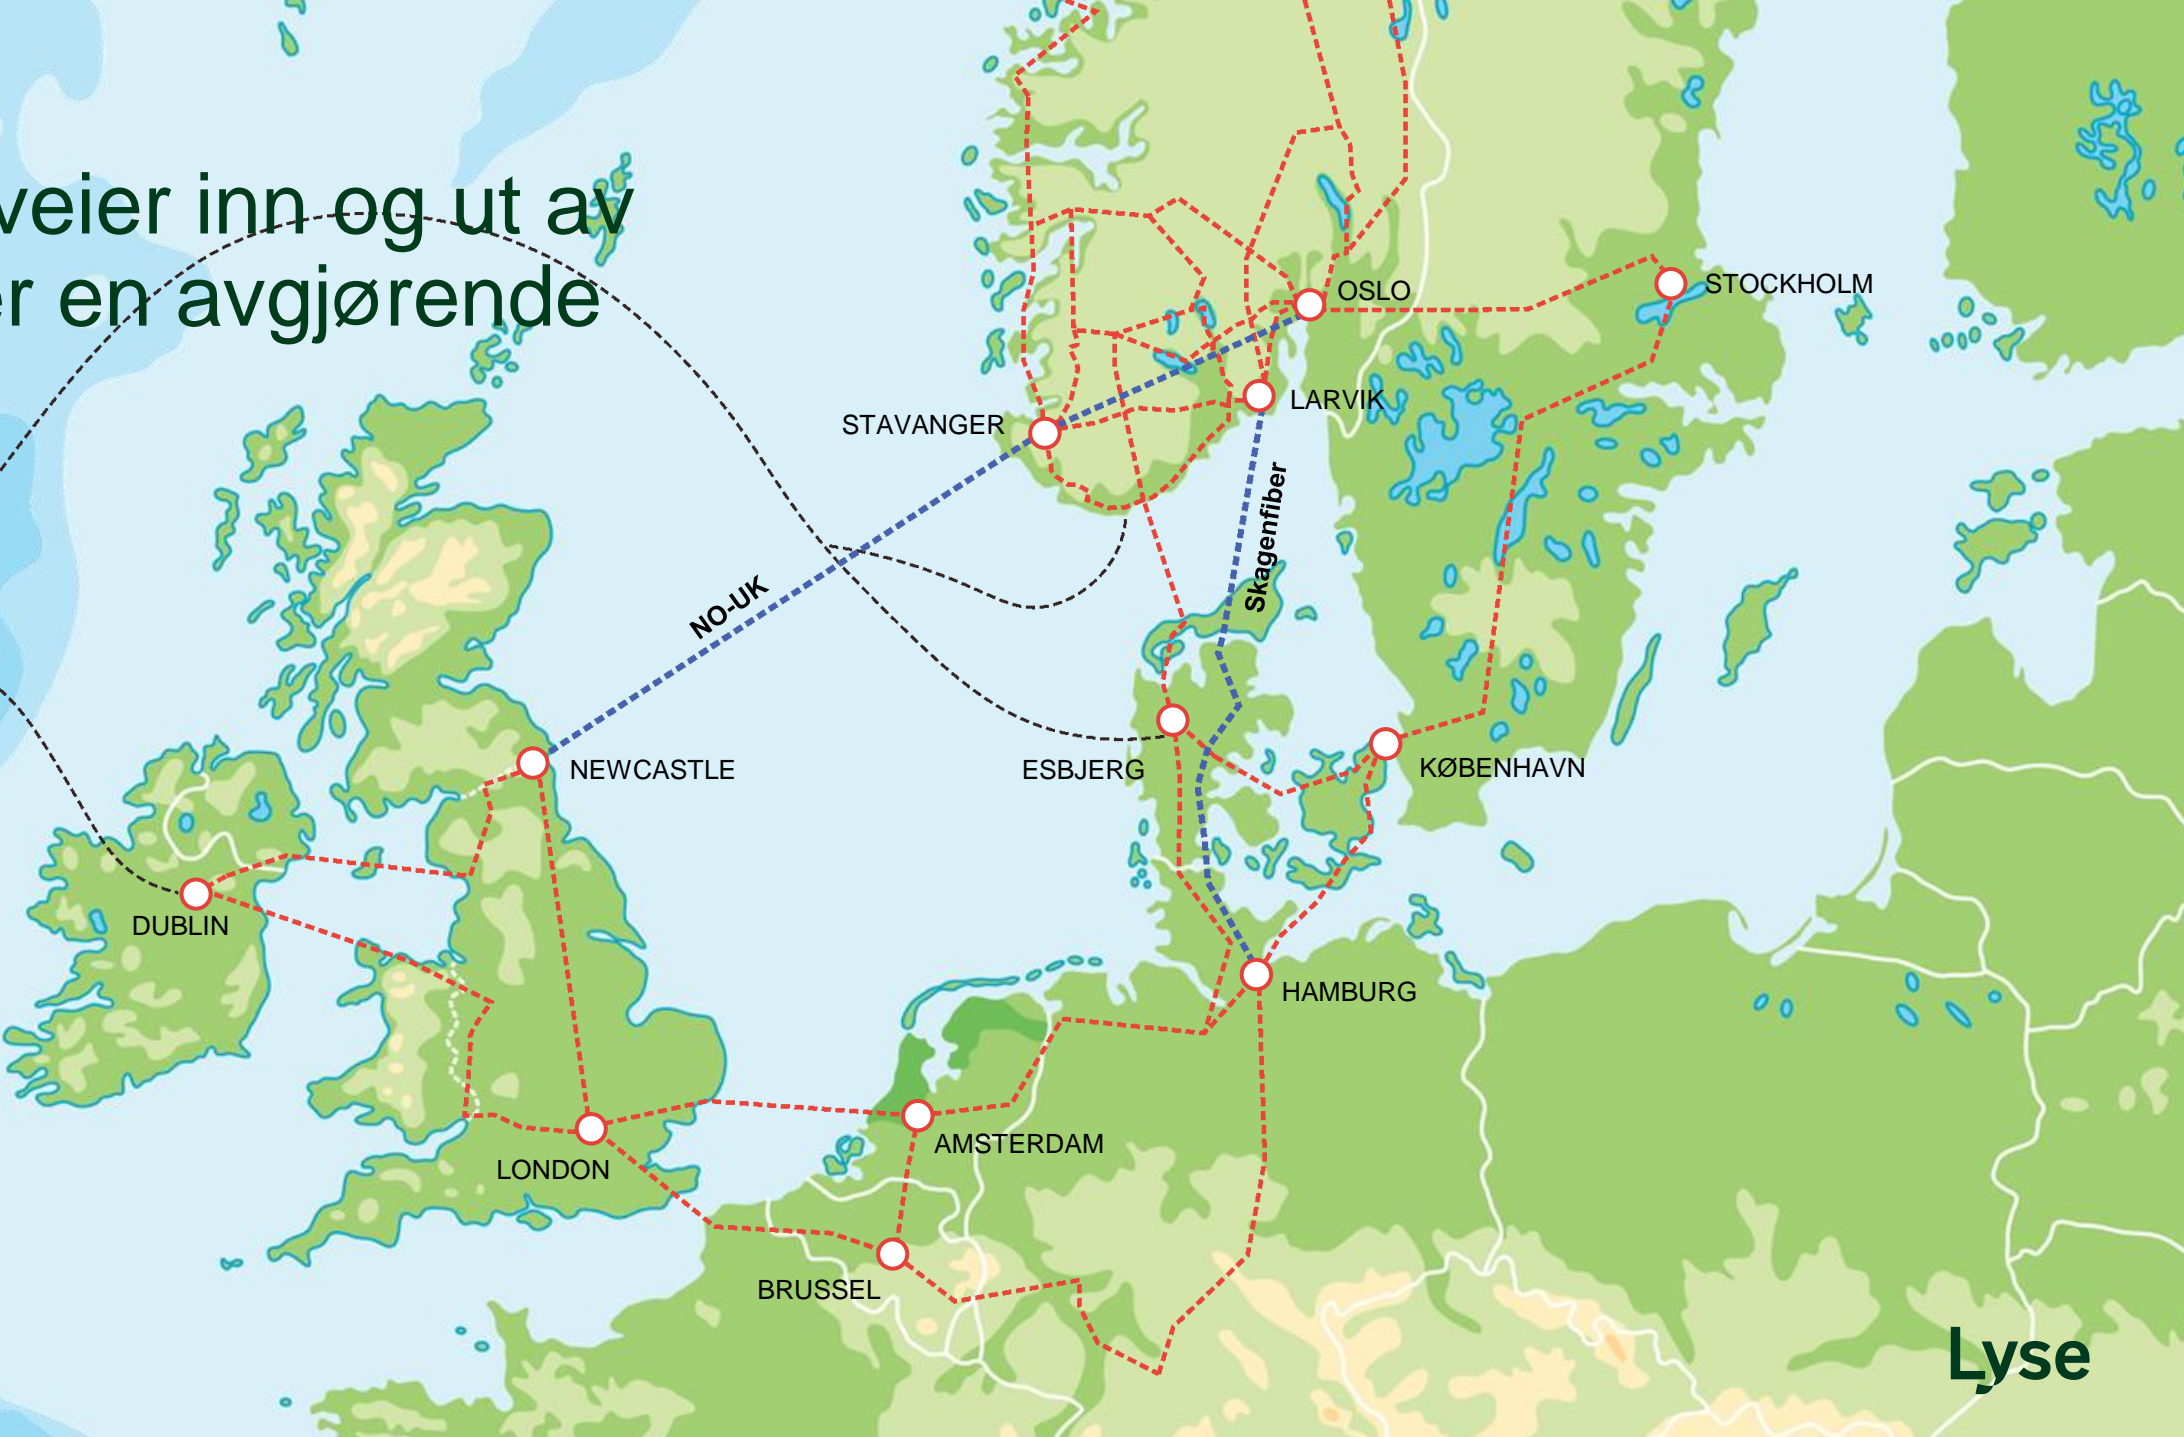 veier inn og ut av
er en avgjørende
OSLO
STOCKHOLM
LARVIK
STAVANGER
Skagenfiber
NO-UK
NEWCASTLE
ESBJERG
KØBENHAVN
DUBLIN
HAMBURG
AMSTERDAM
LONDON
BRUSSEL
Lyse